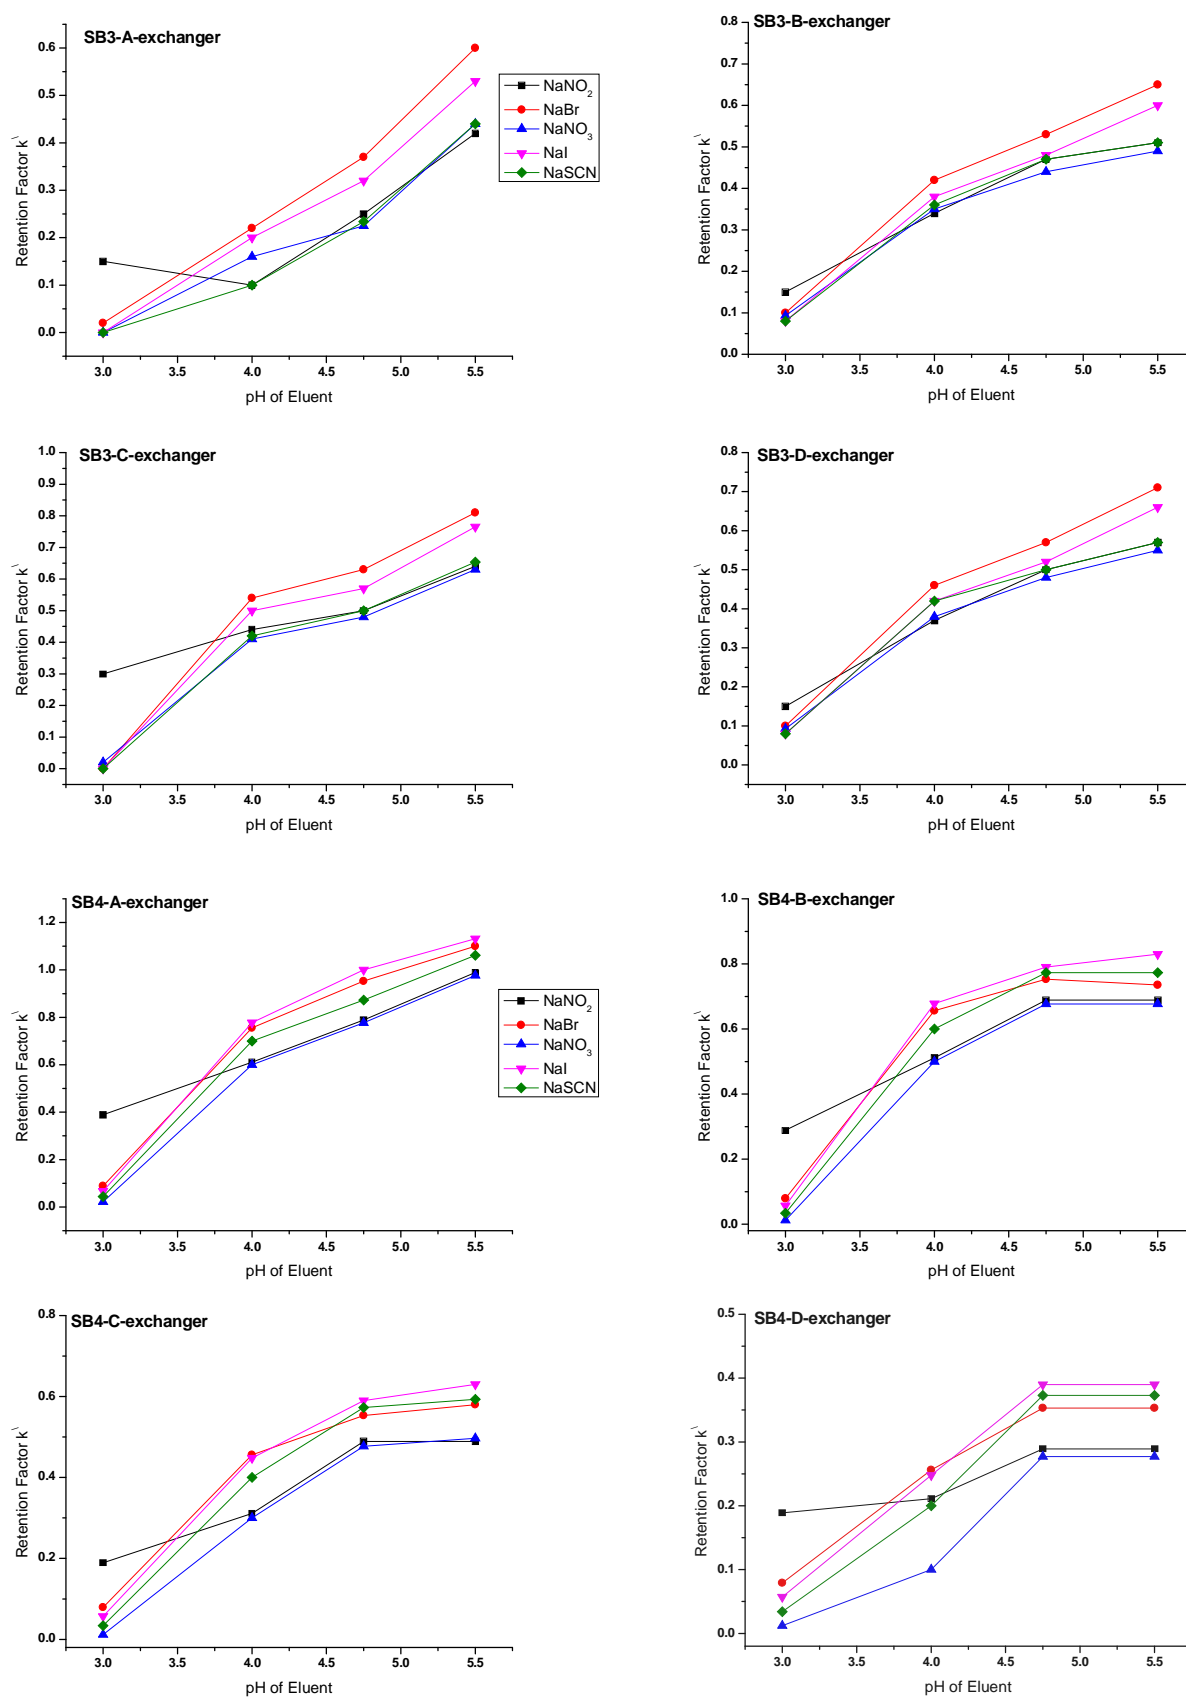 SB3-A-exchanger
0.6
0.5
0.4
0.3
0.2
0.1
0.0
Retention Factor k\
3.0 3.5 4.0 4.5 5.0 5.5
pH of Eluent
NaNO2
NaBr
NaNO3
NaI
NaSCN
SB3-B-exchanger
0.8
0.7
0.6
0.5
0.4
0.3
0.2
0.1
0.0
Retention Factor k\
3.0 3.5 4.0 4.5 5.0 5.5
pH of Eluent
SB3-C-exchanger
1.0
0.9
0.8
0.7
0.6
0.5
0.4
0.3
0.2
0.1
0.0
Retention Factor k\
3.0 3.5 4.0 4.5 5.0 5.5
pH of Eluent
SB3-D-exchanger
0.8
0.7
0.6
0.5
0.4
0.3
0.2
0.1
0.0
Retention Factor k\
3.0 3.5 4.0 4.5 5.0 5.5
pH of Eluent
SB4-A-exchanger
1.2
1.0
0.8
0.6
0.4
0.2
0.0
Retention Factor k\
3.0 3.5 4.0 4.5 5.0 5.5
pH of Eluent
NaNO2
NaBr
NaNO3
NaI
NaSCN
SB4-B-exchanger
1.0
0.8
0.6
0.4
0.2
0.0
Retention Factor k\
3.0 3.5 4.0 4.5 5.0 5.5
pH of Eluent
SB4-C-exchanger
0.8
0.6
0.4
0.2
0.0
Retention Factor k\
3.0 3.5 4.0 4.5 5.0 5.5
pH of Eluent
SB4-D-exchanger
0.5
0.4
0.3
0.2
0.1
0.0
Retention Factor k\
3.0 3.5 4.0 4.5 5.0 5.5
pH of Eluent